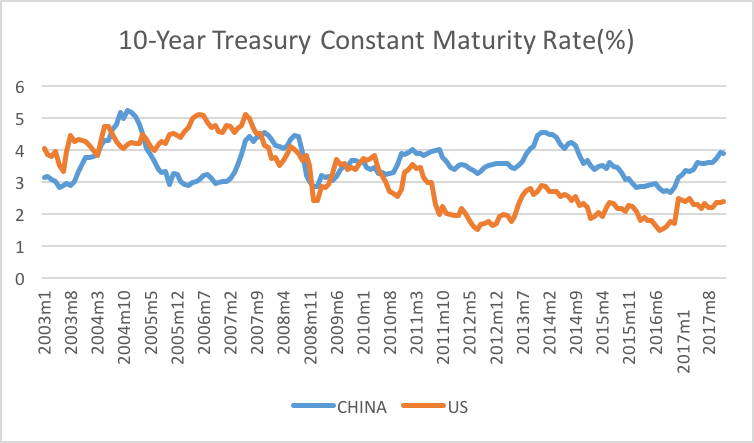 10-Year Treasury Constant Maturity Rate(%)
6
5
4
3
2
1
0
2003m1
2003m8
2004m3
2004m10
2005m5
2005m12
2006m7
2007m2
2007m9
2008m4
2008m11
2009m6
2010m1
2010m8
2011m3
2011m10
2012m5
2012m12
2013m7
2014m2
2014m9
2015m4
2015m11
2016m6
2017m1
2017m8
CHINA
US